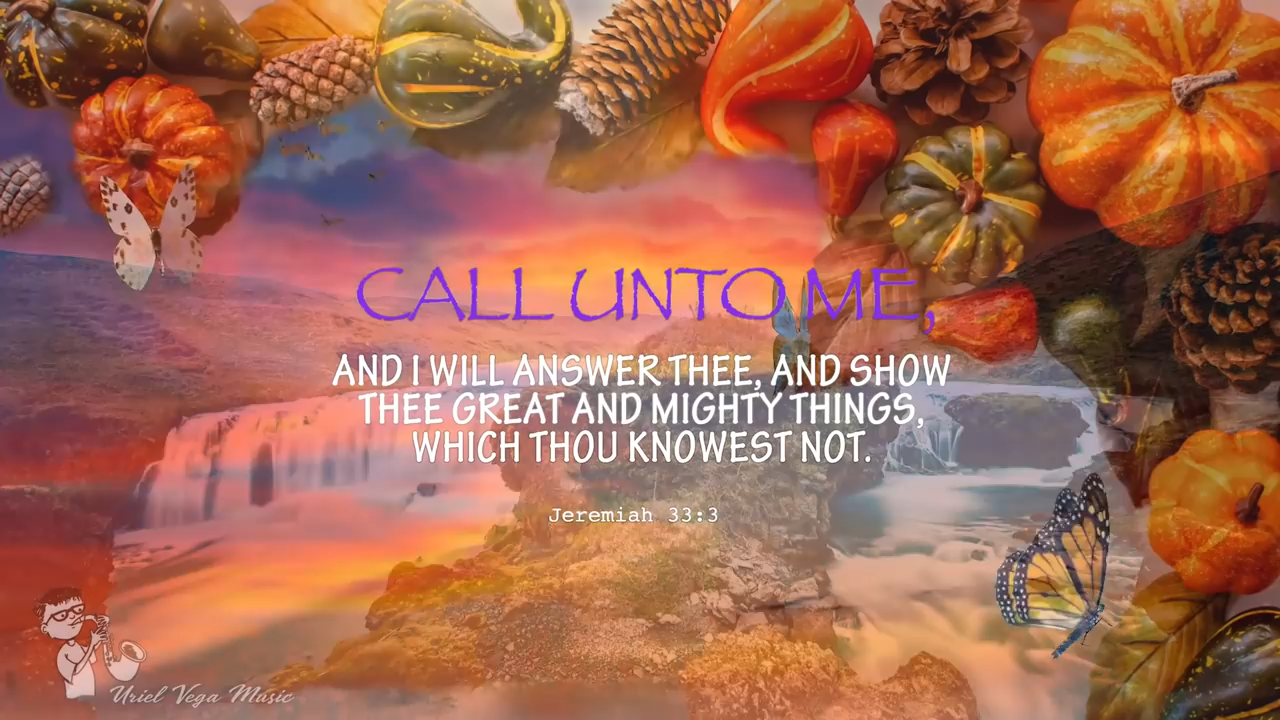 CALL UNTO ME,
AND I WILL ANSWER THEE, AND SHOW
THEE GREAT AND MIGHTY THINGS,
WHICH THOU KNOWEST NOT.
Jeremiah 33:3
Uriel Vega Music